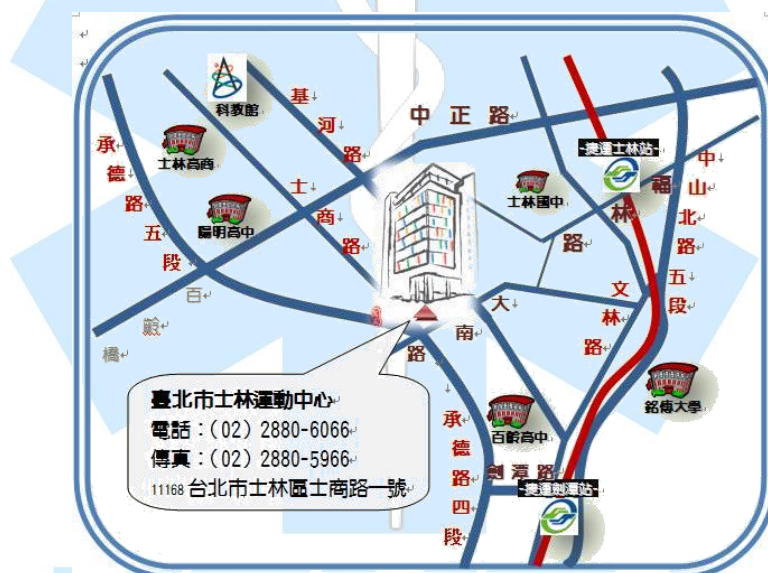 科教館
士林高商
陽明高中
承德路五段
基河路
士商路
中正路
百齡橋
捷運士林站
士林國中
福林路
中山北路五段
文林路
大南路
銘傳大學
百齡高中
劍潭路
捷運劍潭站
承德路四段
臺北市士林運動中心
電話：(02) 2880-6066
傳真：(02) 2880-5966
11168 台北市士林區士商路一號